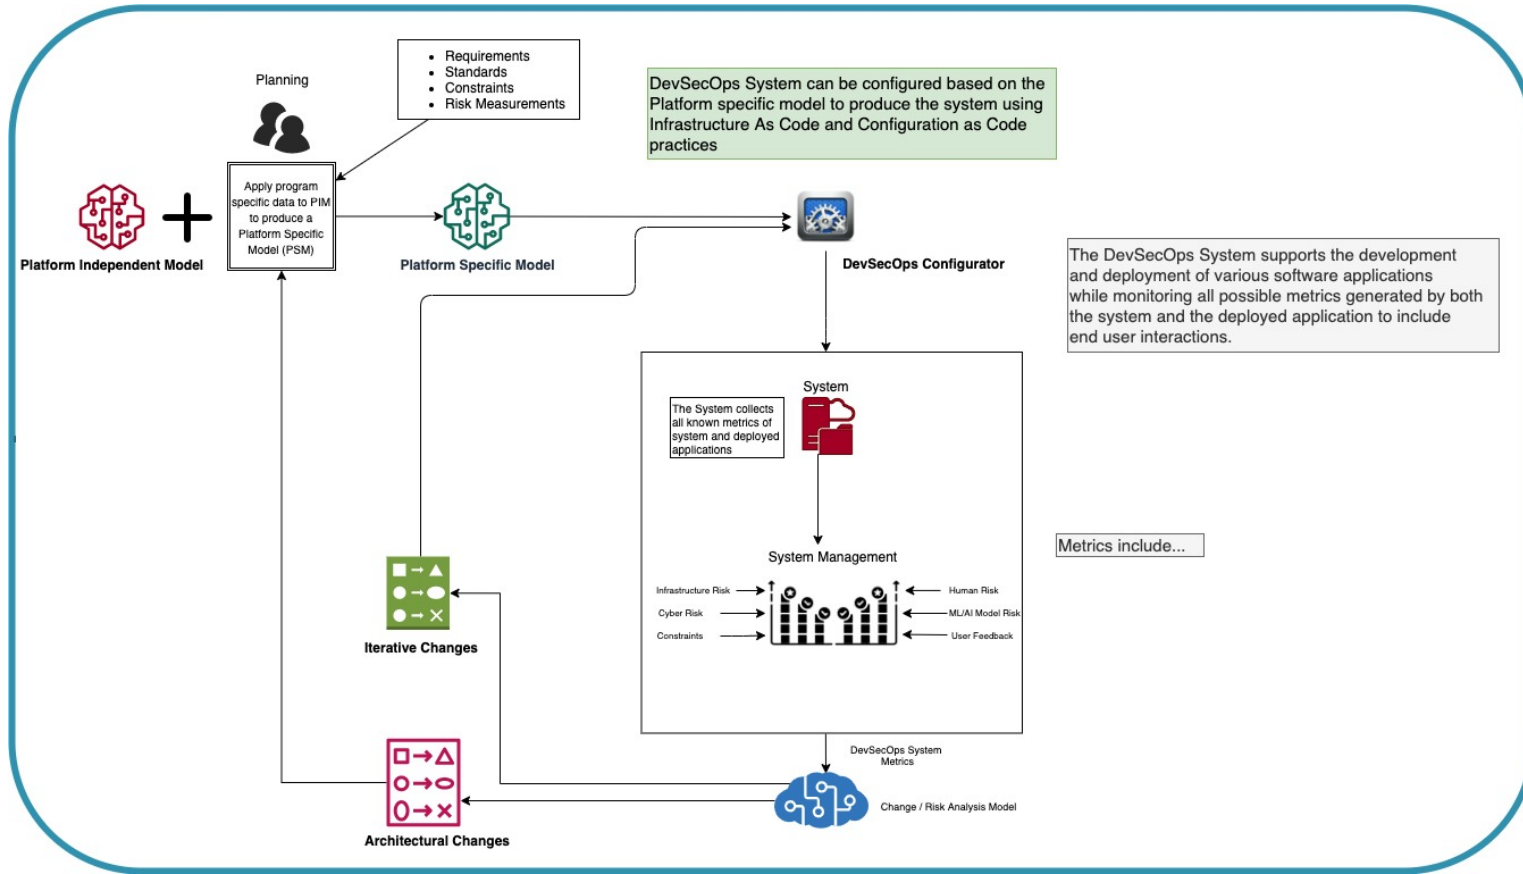 Planning
• Requirements
• Standards
• Constraints
• Risk Measurements
DevSecOps System can be configured based on the
Platform specific model to produce the system using
Infrastructure As Code and Configuration as Code
practices
Apply program
specific data to PIM
to produce a
Platform Specific
Model (PSM)
Platform Independent Model
Platform Specific Model
DevSecOps Configurator
The DevSecOps System supports the development
and deployment of various software applications
while monitoring all possible metrics generated by both
the system and the deployed application to include
end user interactions.
System
The System collects
all known metrics of
system and deployed
applications
System Management
Metrics include...
Infrastructure Risk
Cyber Risk
Constraints
Human Risk
ML/AI Model Risk
User Feedback
Iterative Changes
DevSecOps System
Metrics
Change / Risk Analysis Model
Architectural Changes